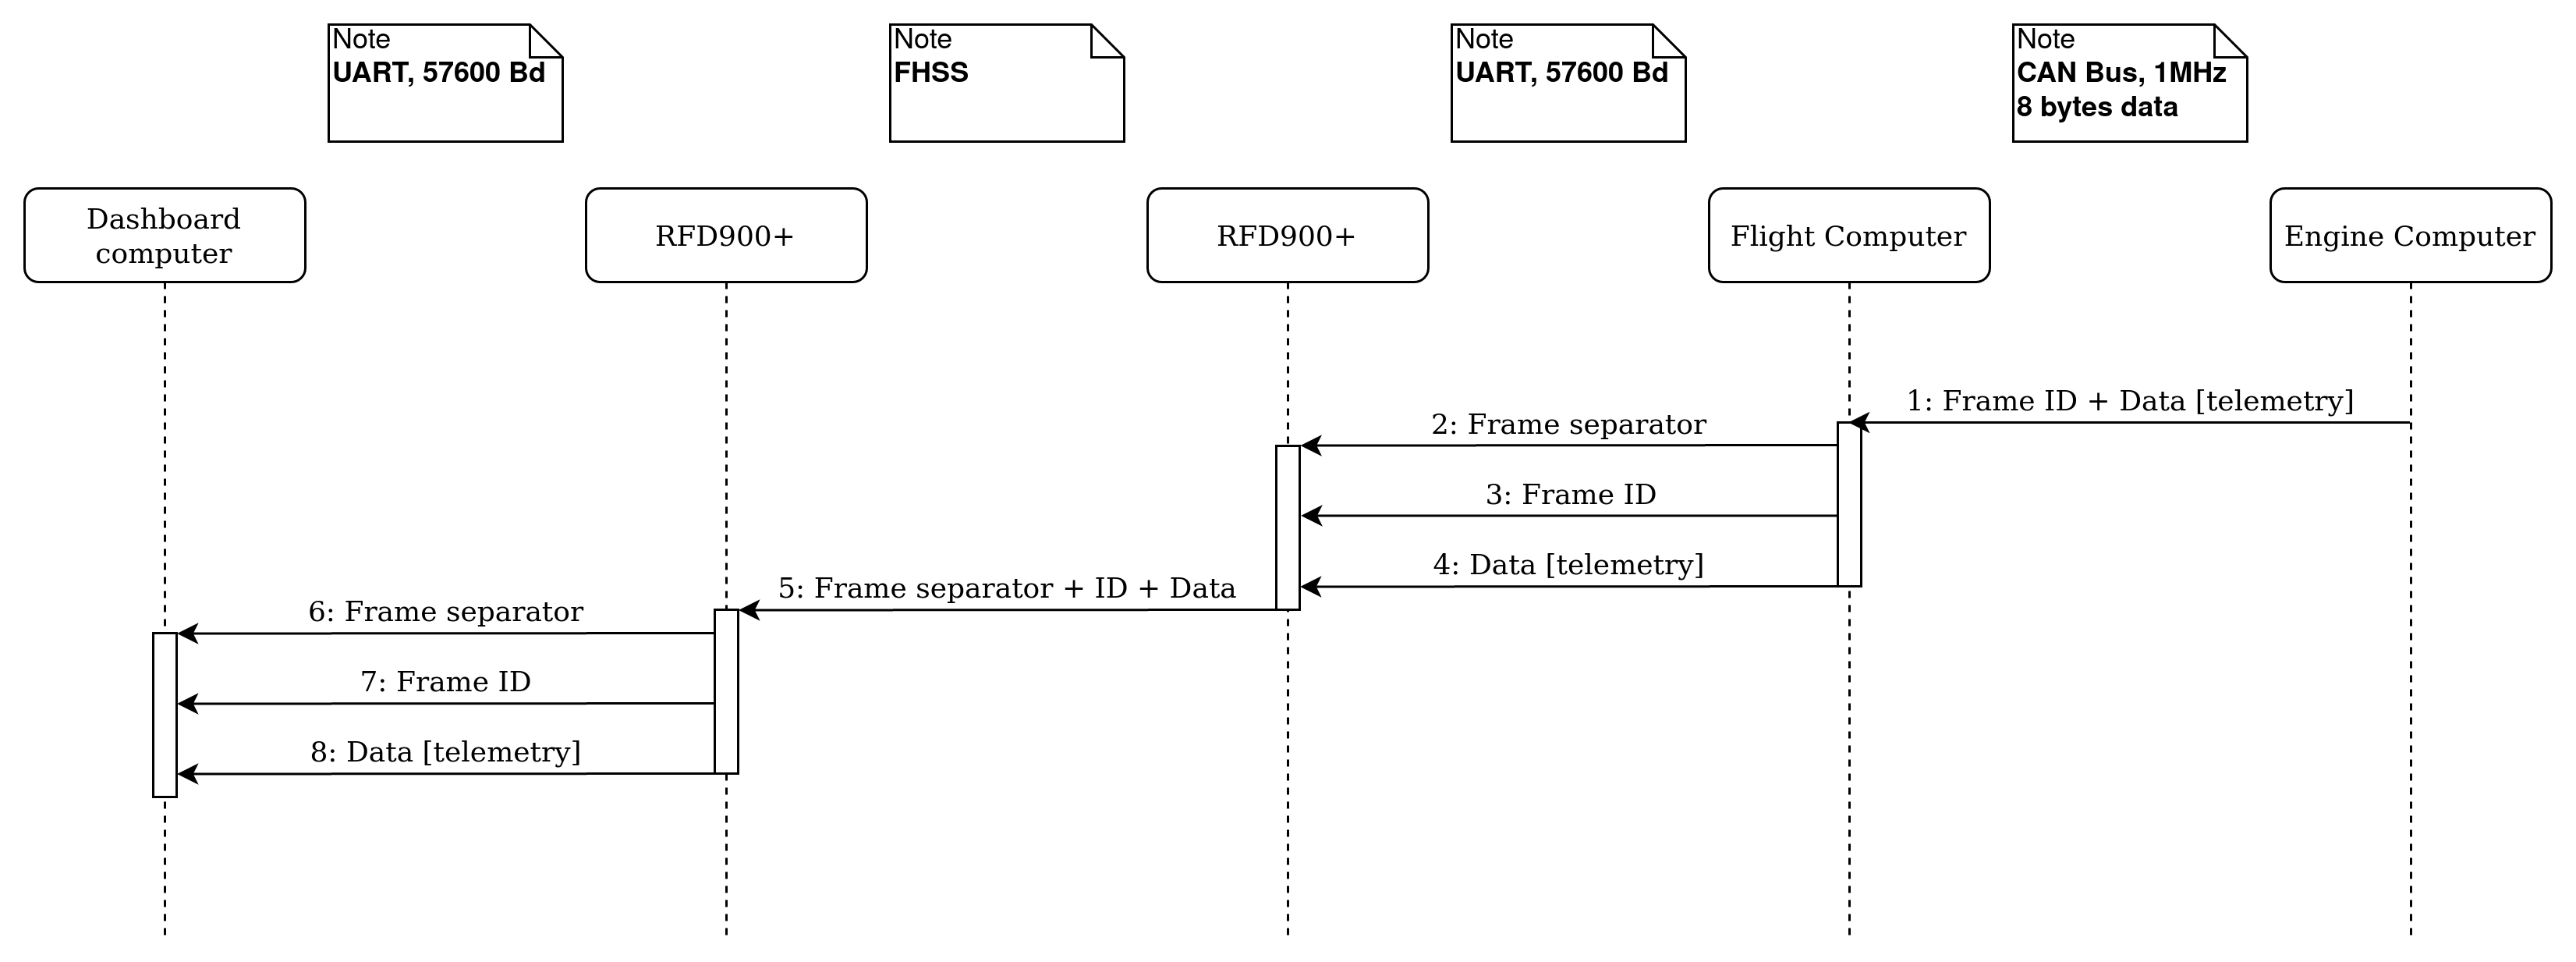 Note
UART, 57600 Bd
Note
FHSS
Note
UART, 57600 Bd
Note
CAN Bus, 1MHz
8 bytes data
Dashboard
computer
RFD900+
RFD900+
Flight Computer
Engine Computer
1: Frame ID + Data [telemetry]
2: Frame separator
3: Frame ID
4: Data [telemetry]
5: Frame separator + ID + Data
6: Frame separator
7: Frame ID
8: Data [telemetry]